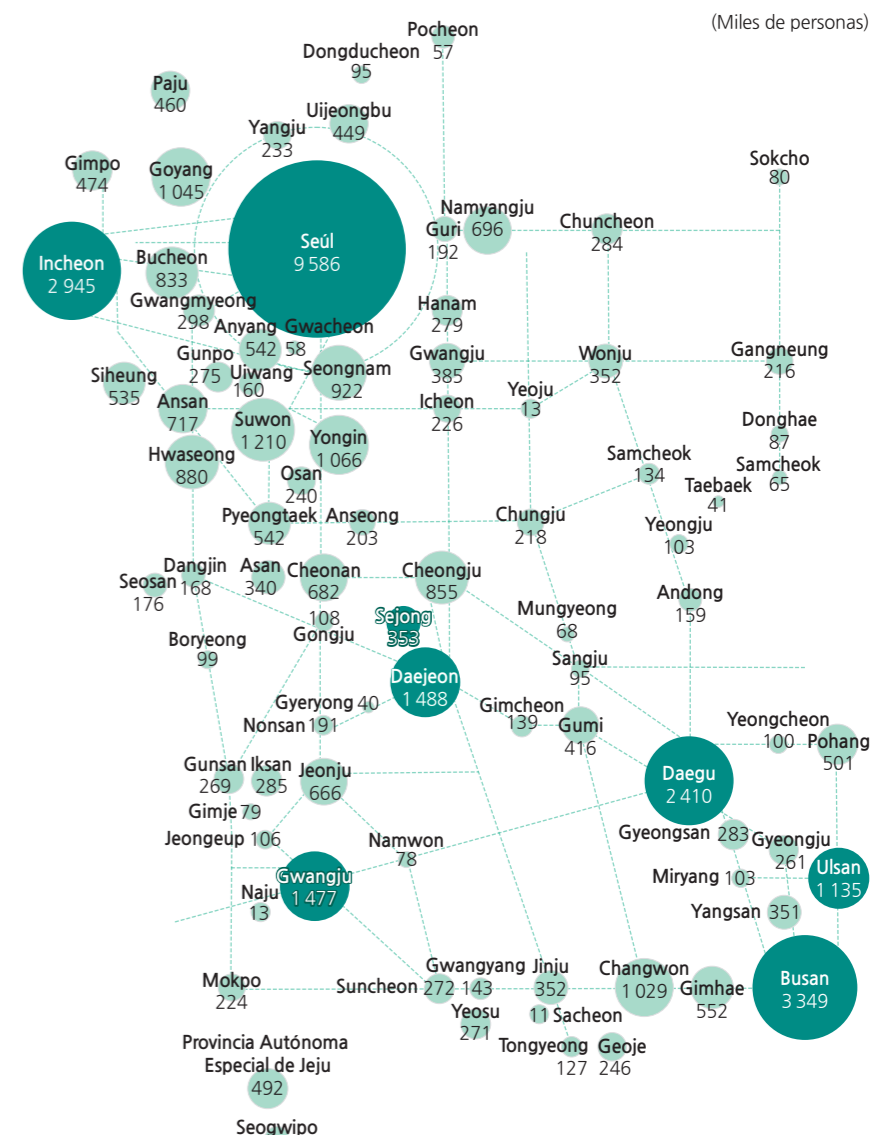 (Miles de personas)
Pocheon
57
Dongducheon
95
Paju
460
Uijeongbu
449
Yangju
233
Gimpo
474
Goyang
1 045
Sokcho
80
Namyangju
696
Guri
192
Chuncheon
284
Seúl
9 586
Incheon
2 945
Bucheon
833
Gwangmyeong
298
Hanam
279
Anyang
542
Gwacheon
58
Gunpo
275
Uiwang
160
Seongnam
922
Gwangju
385
Wonju
352
Gangneung
216
Siheung
535
Ansan
717
Yeoju
13
Icheon
226
Suwon
1 210
Yongin
1 066
Donghae
87
Hwaseong
880
Osan
240
Samcheok
134
Samcheok
65
Taebaek
41
Pyeongtaek
542
Anseong
203
Chungju
218
Yeongju
103
Dangjin
168
Seosan
176
Asan
340
Cheonan
682
Cheongju
855
Andong
159
108
Gongju
Sejong
353
Mungyeong
68
Boryeong
99
Sangju
95
Daejeon
1 488
Gyeryong 40
Nonsan 191
Gimcheon
139
Gumi
416
Yeongcheon
100
Pohang
501
Gunsan
269
Iksan
285
Jeonju
666
Daegu
2 410
Gimje 79
Jeongeup 106
Namwon
78
Gyeongsan 283
Gyeongju
261
Gwangju
1 477
Naju
13
Miryang 103
Ulsan
1 135
Yangsan 351
Mokpo
224
Suncheon 272
Gwangyang
143
Jinju
352
Changwon
1 029
Gimhae
552
Busan
3 349
Yeosu
271
11 Sacheon
Tongyeong
127
Geoje
246
Provincia Autónoma
Especial de Jeju
492
Seogwipo